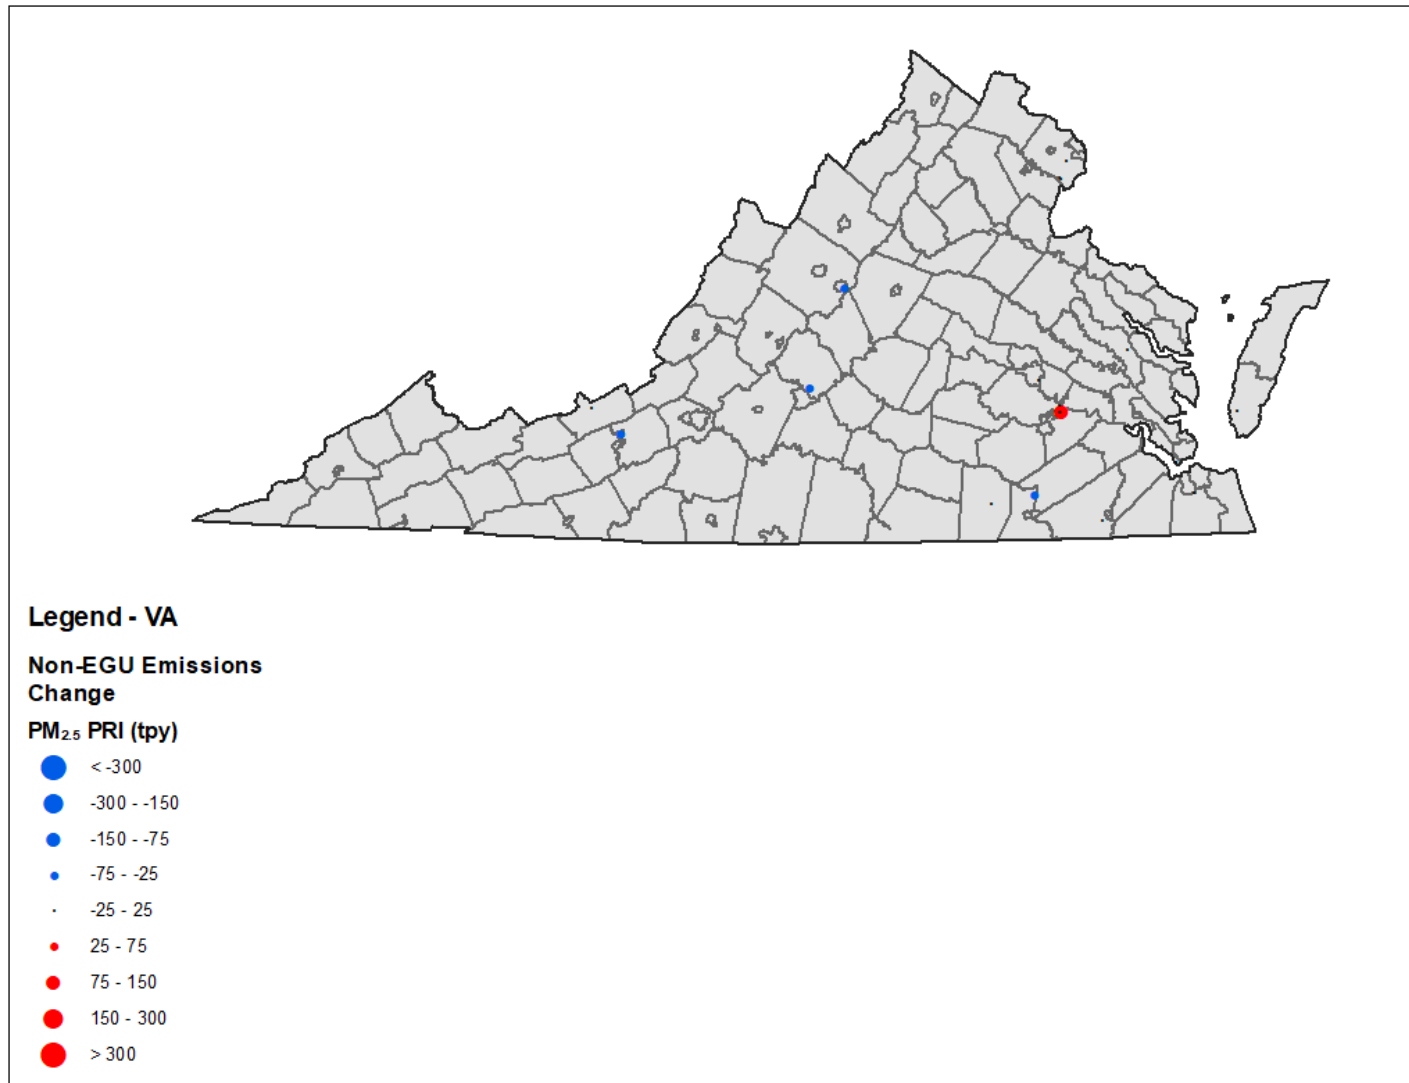 Legend - VA
Non-EGU Emissions
Change
PM₂.₅ PRI (tpy)
< -300
-300 - -150
-150 - -75
-75 - -25
-25 - 25
25 - 75
75 - 150
150 - 300
> 300